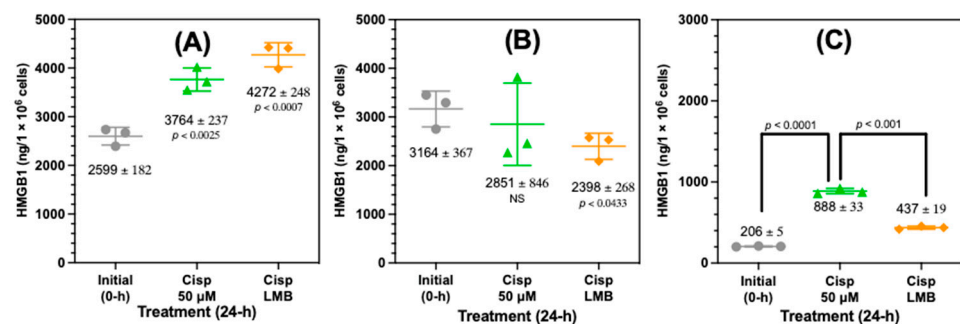 (A)
HMGB1 (ng/1 × 10⁶ cells)
5000
4000
3000
2000
1000
0
2599 ± 182
3764 ± 237
p < 0.0025
4272 ± 248
p < 0.0007
Initial
(0-h)
Cisp
50 µM
Cisp
LMB
Treatment (24-h)
(B)
HMGB1 (ng/1 × 10⁶ cells)
5000
4000
3000
2000
1000
0
3164 ± 367
2851 ± 846
NS
2398 ± 268
p < 0.0433
Initial
(0-h)
Cisp
50 µM
Cisp
LMB
Treatment (24-h)
(C)
HMGB1 (ng/1 × 10⁶ cells)
3000
2000
1000
0
p < 0.0001
p < 0.001
206 ± 5
888 ± 33
437 ± 19
Initial
(0-h)
Cisp
50 µM
Cisp
LMB
Treatment (24-h)